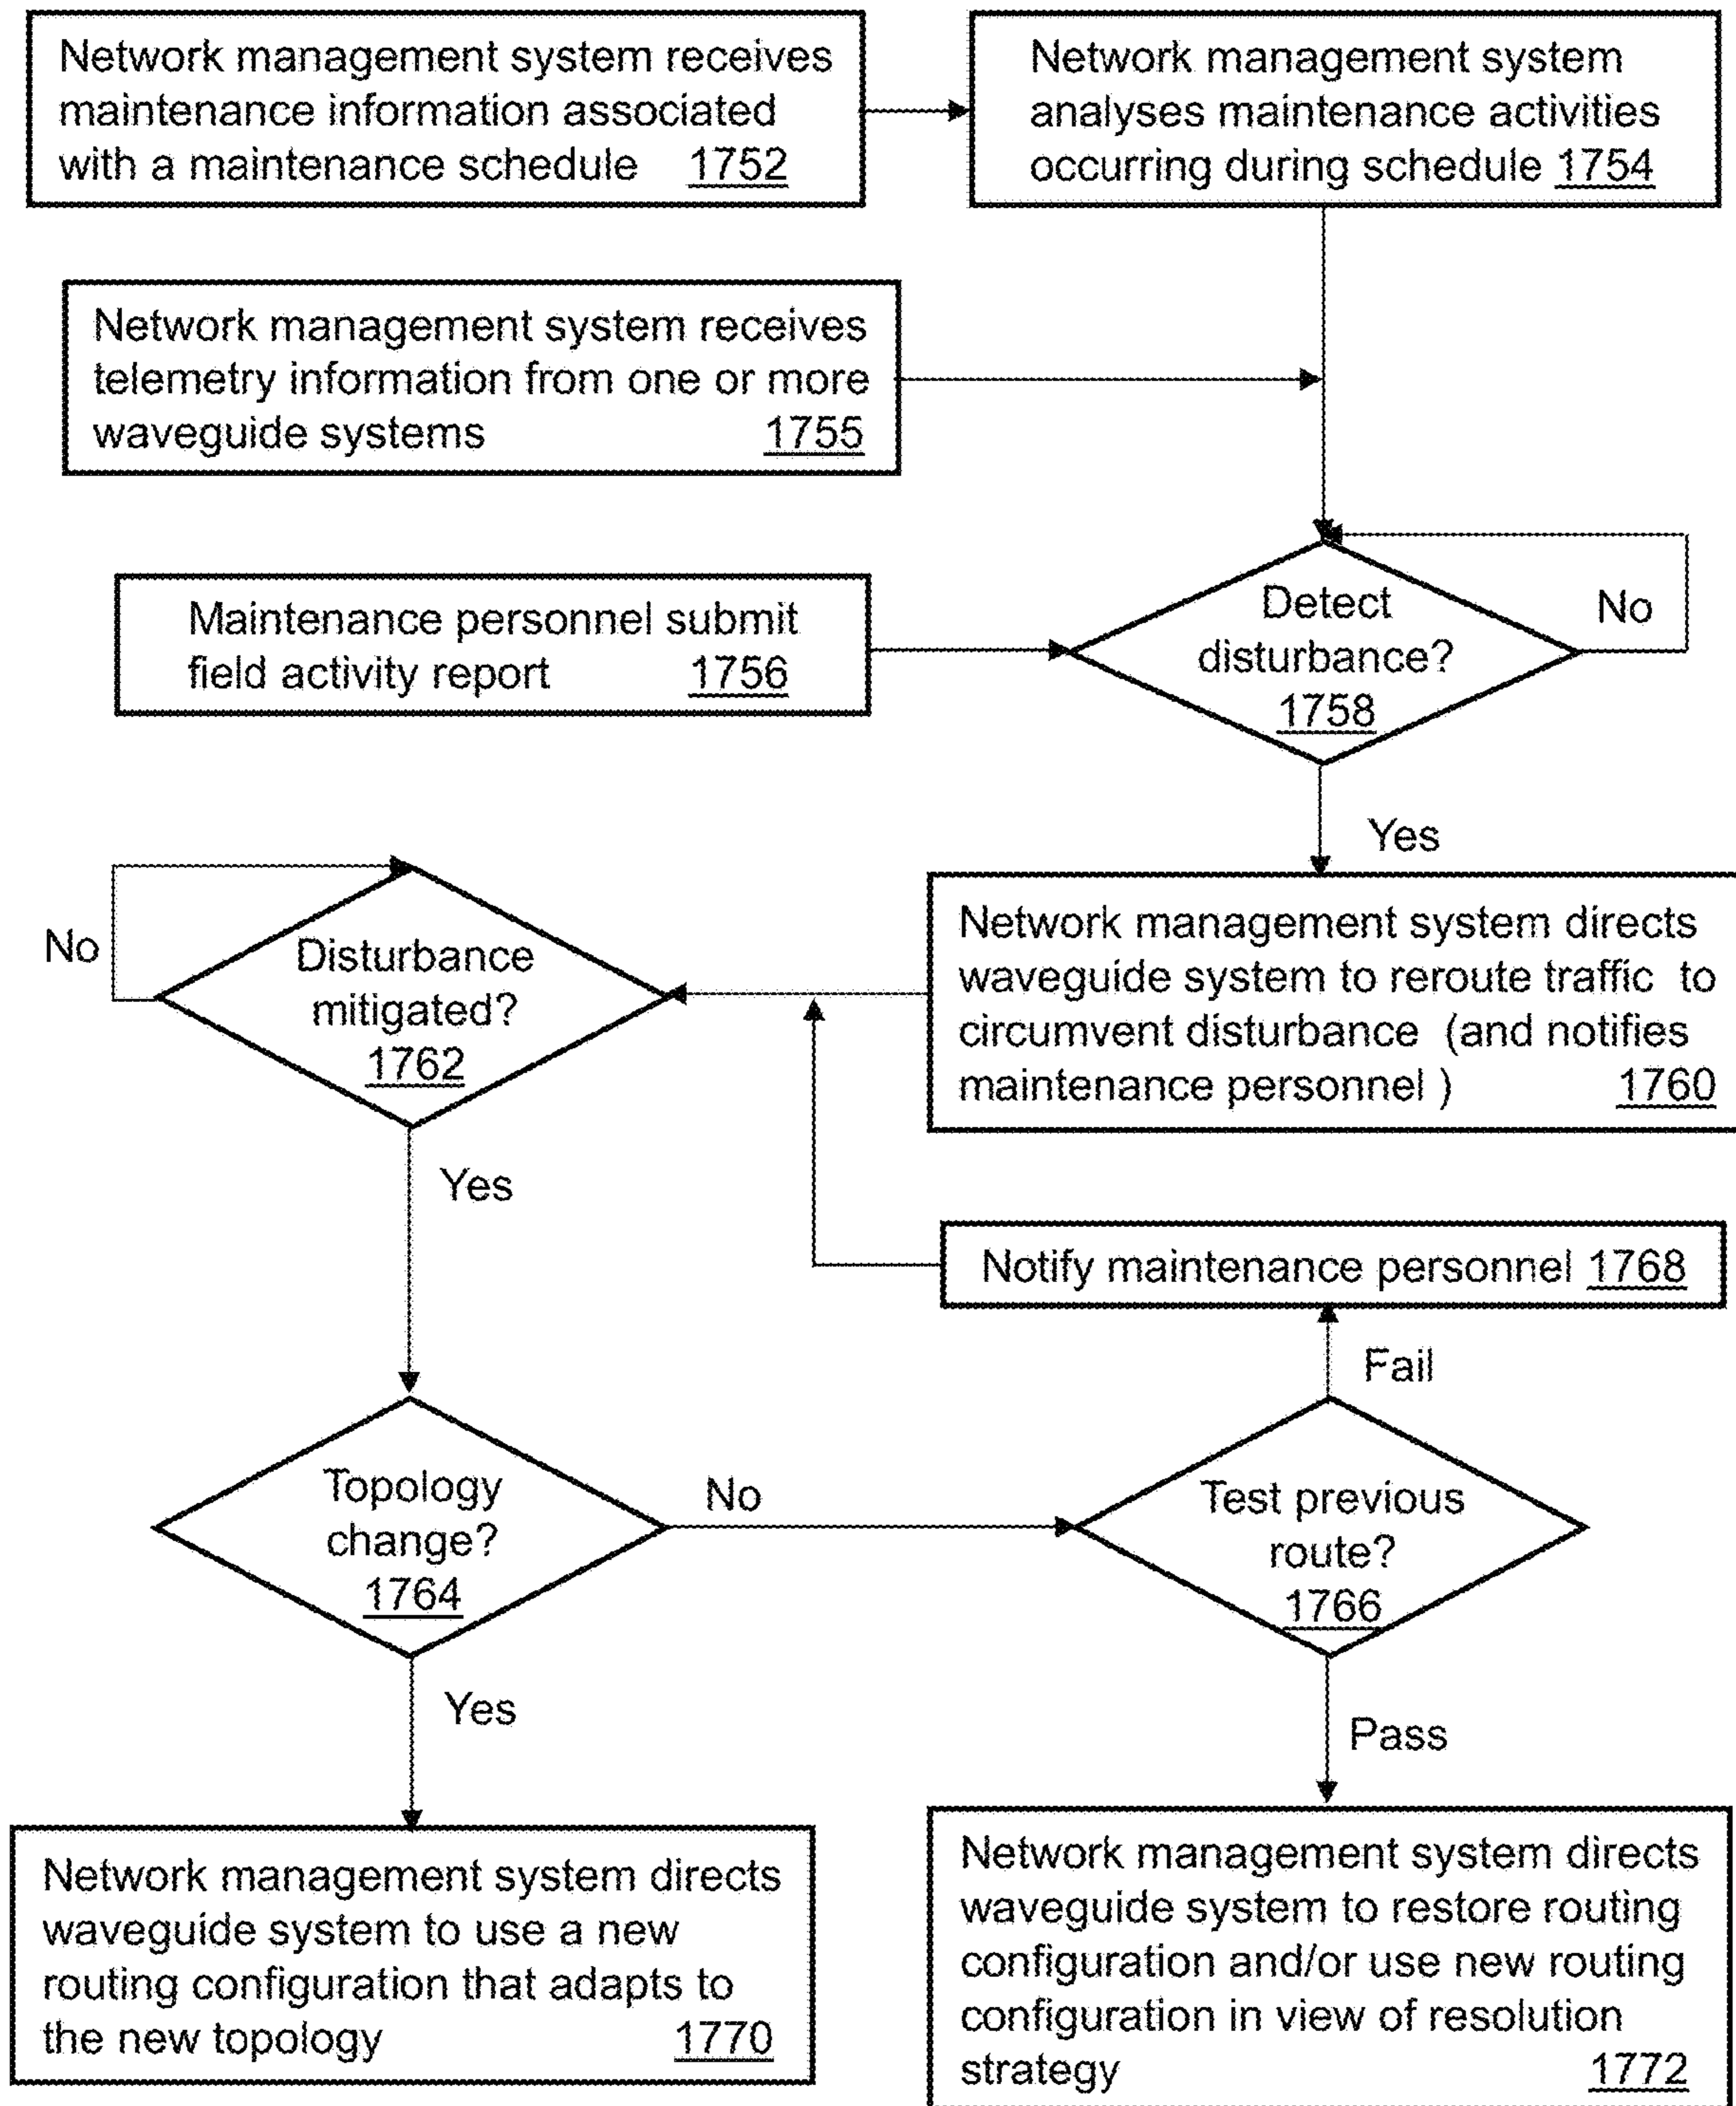 Network management system receives
maintenance information associated
with a maintenance schedule 1752
Network management system
analyses maintenance activities
occurring during schedule 1754
Network management system receives
telemetry information from one or more
waveguide systems 1755
Maintenance personnel submit
field activity report 1756
Detect
disturbance?
1758
No
Yes
Network management system directs
waveguide system to reroute traffic to
circumvent disturbance (and notifies
maintenance personnel ) 1760
No
Disturbance
mitigated?
1762
Yes
Notify maintenance personnel 1768
Fail
Topology
change?
1764
No
Test previous
route?
1766
Yes
Pass
Network management system directs
waveguide system to use a new
routing configuration that adapts to
the new topology 1770
Network management system directs
waveguide system to restore routing
configuration and/or use new routing
configuration in view of resolution
strategy 1772